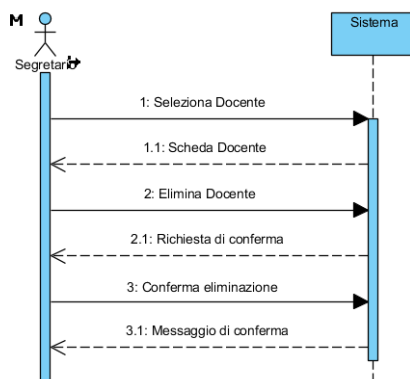 M
Segretario
Sistema
1: Seleziona Docente
1.1: Scheda Docente
2: Elimina Docente
2.1: Richiesta di conferma
3: Conferma eliminazione
3.1: Messaggio di conferma